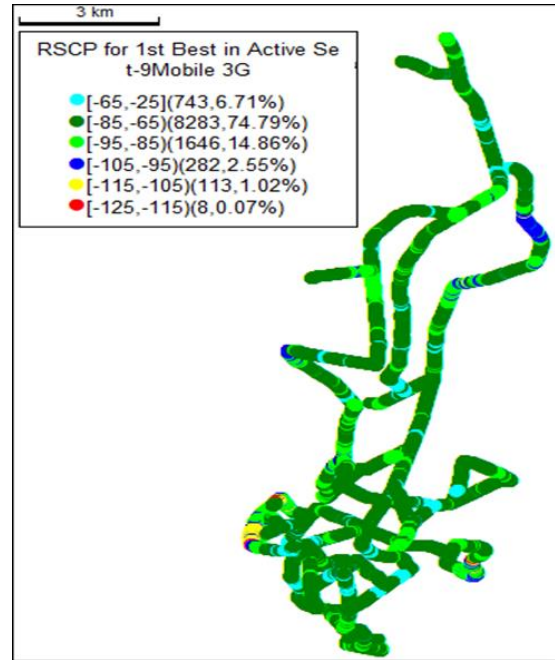 3 km
RSCP for 1st Best in Active Se
t-9Mobile 3G
[-65,-25](743,6.71%)
[-85,-65)(8283,74.79%)
[-95,-85)(1646,14.86%)
[-105,-95)(282,2.55%)
[-115,-105)(113,1.02%)
[-125,-115)(8,0.07%)